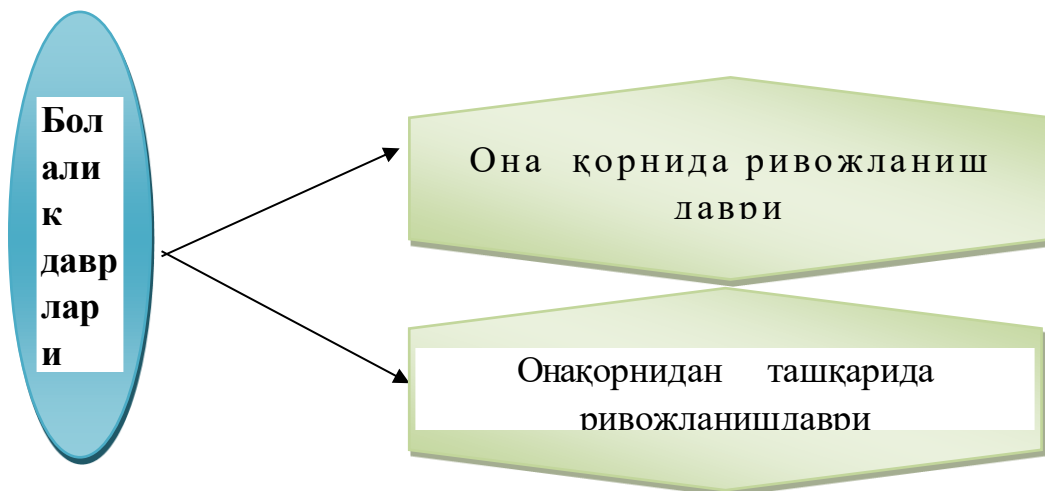 Бол
али
к
давр
лар
и
Она қорнида ривожланиш
даври
Онақорнидан ташқарида
ривожланишдаври